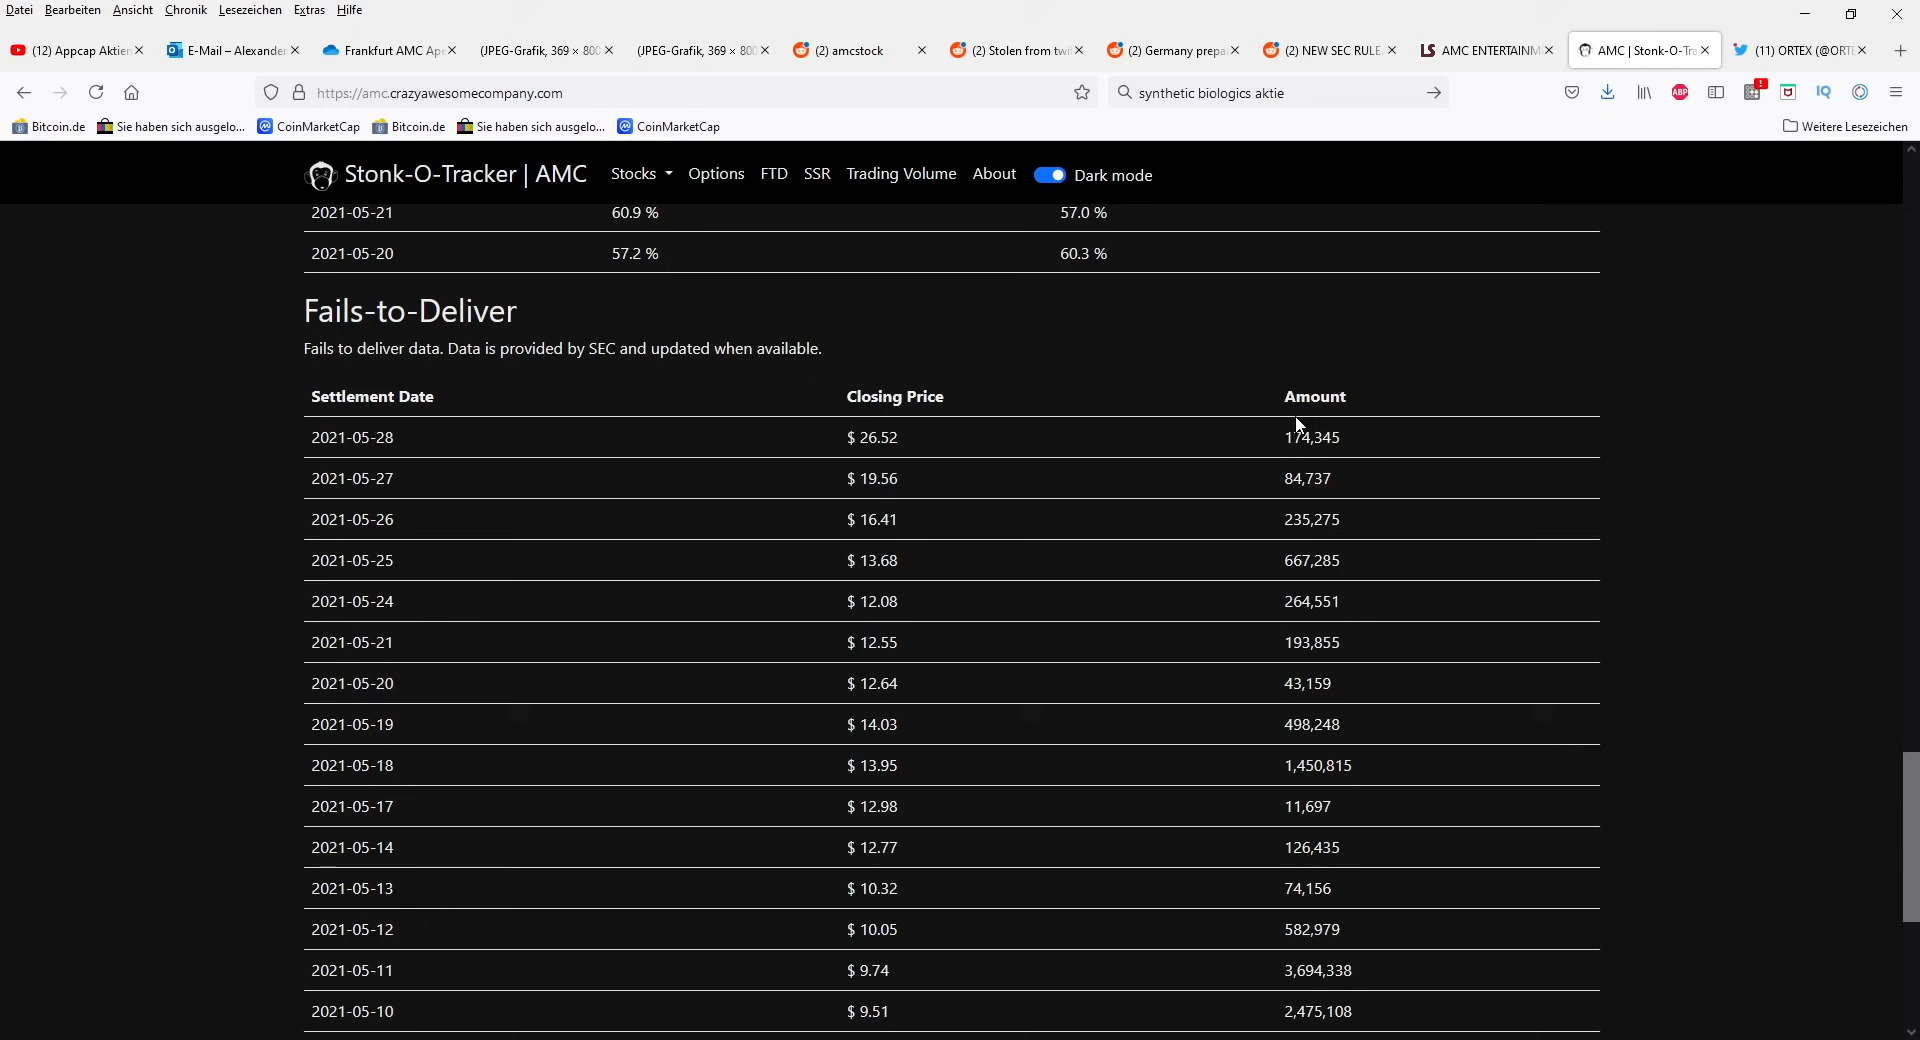 Datei Bearbeiten Ansicht Chronik Lesezeichen Extras Hilfe
(12) Appcap Aktien E-Mail – Alexander Frankfurt AMC Ape (JPEG-Grafik, 369 × 800 (JPEG-Grafik, 369 × 800 (2) amcstock (2) Stolen from twit (2) Germany prepar (2) NEW SEC RULE. LS AMC ENTERTAINM AMC | Stonk-O-Tra (11) ORTEX (@ORTE
https://amc.crazyawesomecompany.com synthetic biologics aktie ABP 1 IQ
Bitcoin.de Sie haben sich ausgelo... CoinMarketCap Bitcoin.de Sie haben sich ausgelo... CoinMarketCap Weitere Lesezeichen
Stonk-O-Tracker | AMC Stocks Options FTD SSR Trading Volume About Dark mode
2021-05-21 60.9 % 57.0 %
2021-05-20 57.2 % 60.3 %
Fails-to-Deliver
Fails to deliver data. Data is provided by SEC and updated when available.
Settlement Date Closing Price Amount
2021-05-28 $ 26.52 174,345
2021-05-27 $ 19.56 84,737
2021-05-26 $ 16.41 235,275
2021-05-25 $ 13.68 667,285
2021-05-24 $ 12.08 264,551
2021-05-21 $ 12.55 193,855
2021-05-20 $ 12.64 43,159
2021-05-19 $ 14.03 498,248
2021-05-18 $ 13.95 1,450,815
2021-05-17 $ 12.98 11,697
2021-05-14 $ 12.77 126,435
2021-05-13 $ 10.32 74,156
2021-05-12 $ 10.05 582,979
2021-05-11 $ 9.74 3,694,338
2021-05-10 $ 9.51 2,475,108